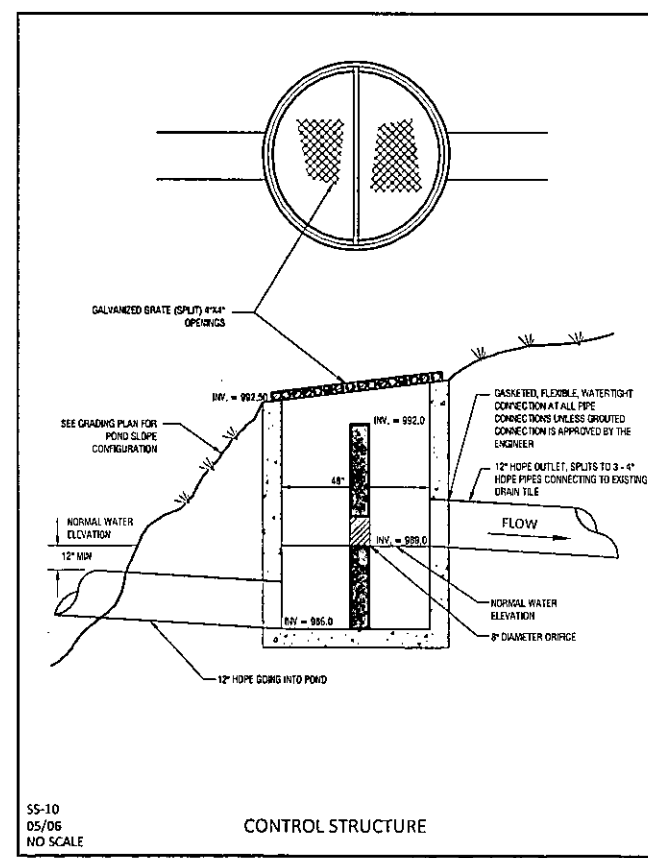 GALVANIZED GRATE (SPLIT) 4"X4"
OPENINGS
INV. = 992.50
INV. = 992.0
SEE GRADING PLAN FOR
POND SLOPE
CONFIGURATION
GASKETED, FLEXIBLE, WATERTIGHT
CONNECTION AT ALL PIPE
CONNECTIONS UNLESS GROUTED
CONNECTION IS APPROVED BY THE
ENGINEER
48"
12" HDPE OUTLET, SPLITS TO 3 - 4"
HDPE PIPES CONNECTING TO EXISTING
DRAIN TILE
FLOW
NORMAL WATER
ELEVATION
12" MIN
INV. = 988.0
NORMAL WATER
ELEVATION
INV = 986.0
8" DIAMETER ORIFICE
12" HDPE GOING INTO POND
SS-10
05/06
NO SCALE
CONTROL STRUCTURE